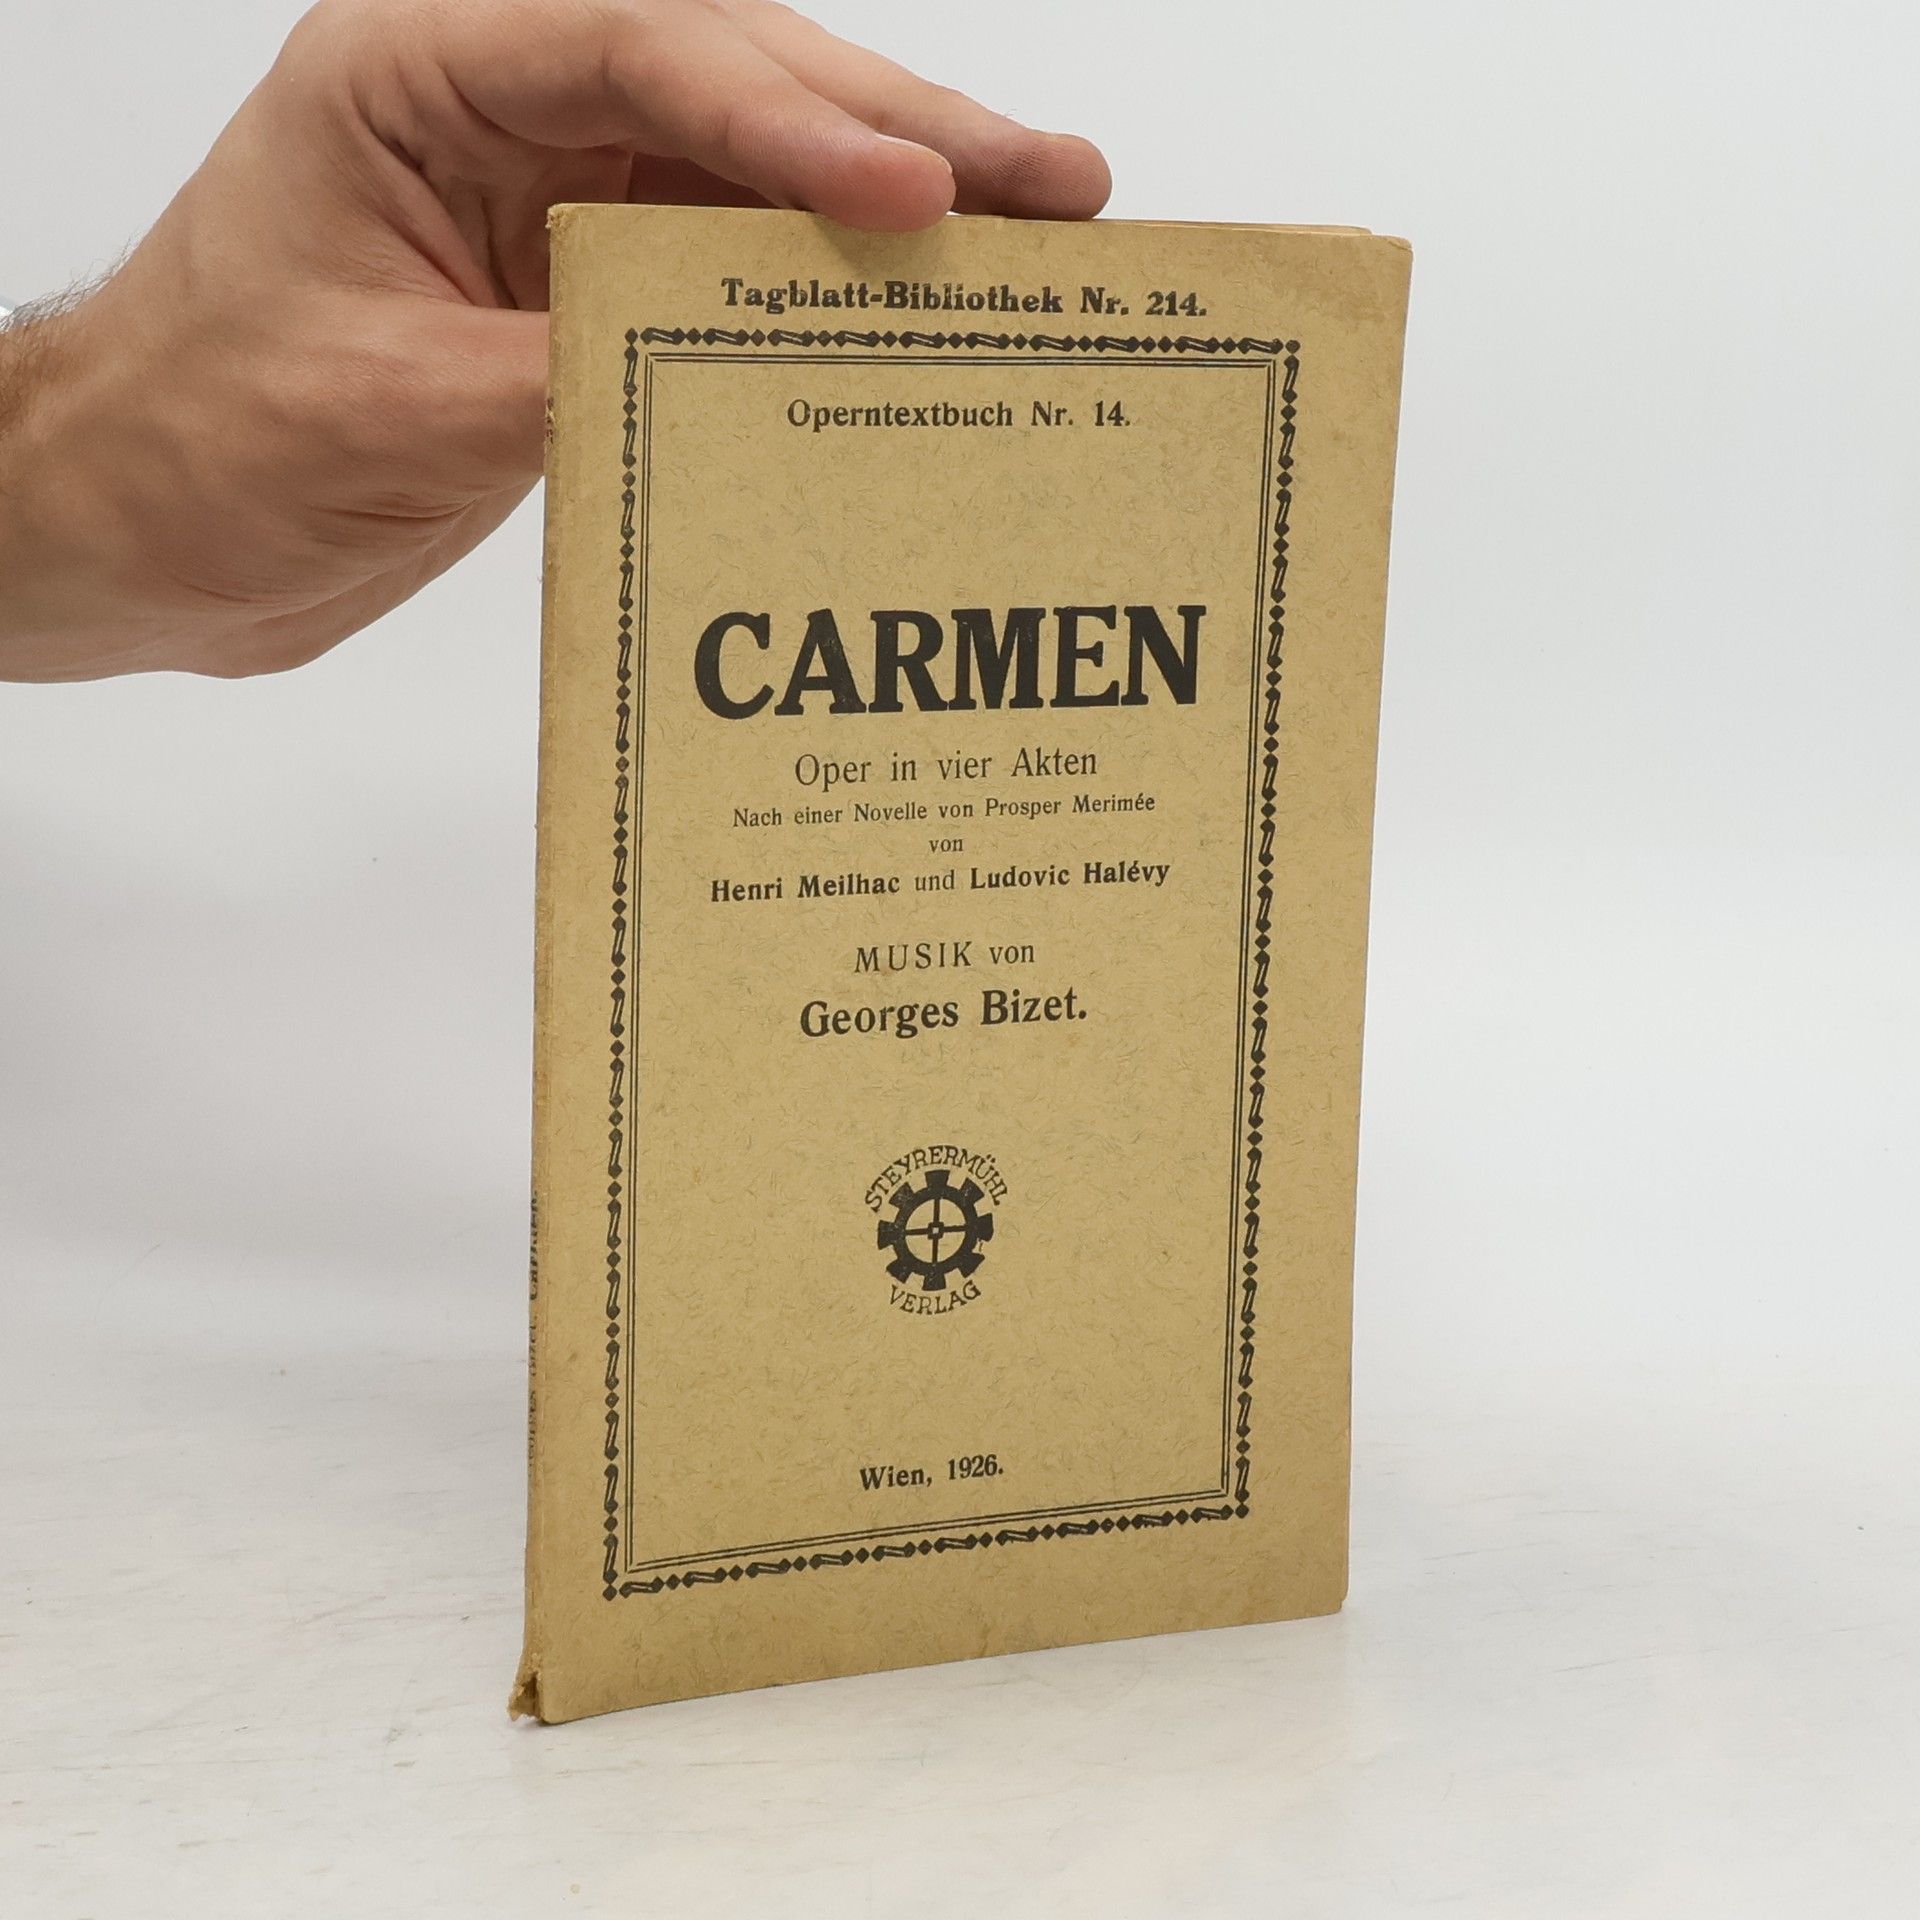 Tagblatt-Bibliothek Nr. 214.
Operntextbuch Nr. 14.
CARMEN
Oper in vier Akten
Nach einer Novelle von Prosper Merimée
von
Henri Meilhac und Ludovic Halévy
MUSIK von
Georges Bizet.
STEYRERMÜHL
VERLAG
Wien, 1926.